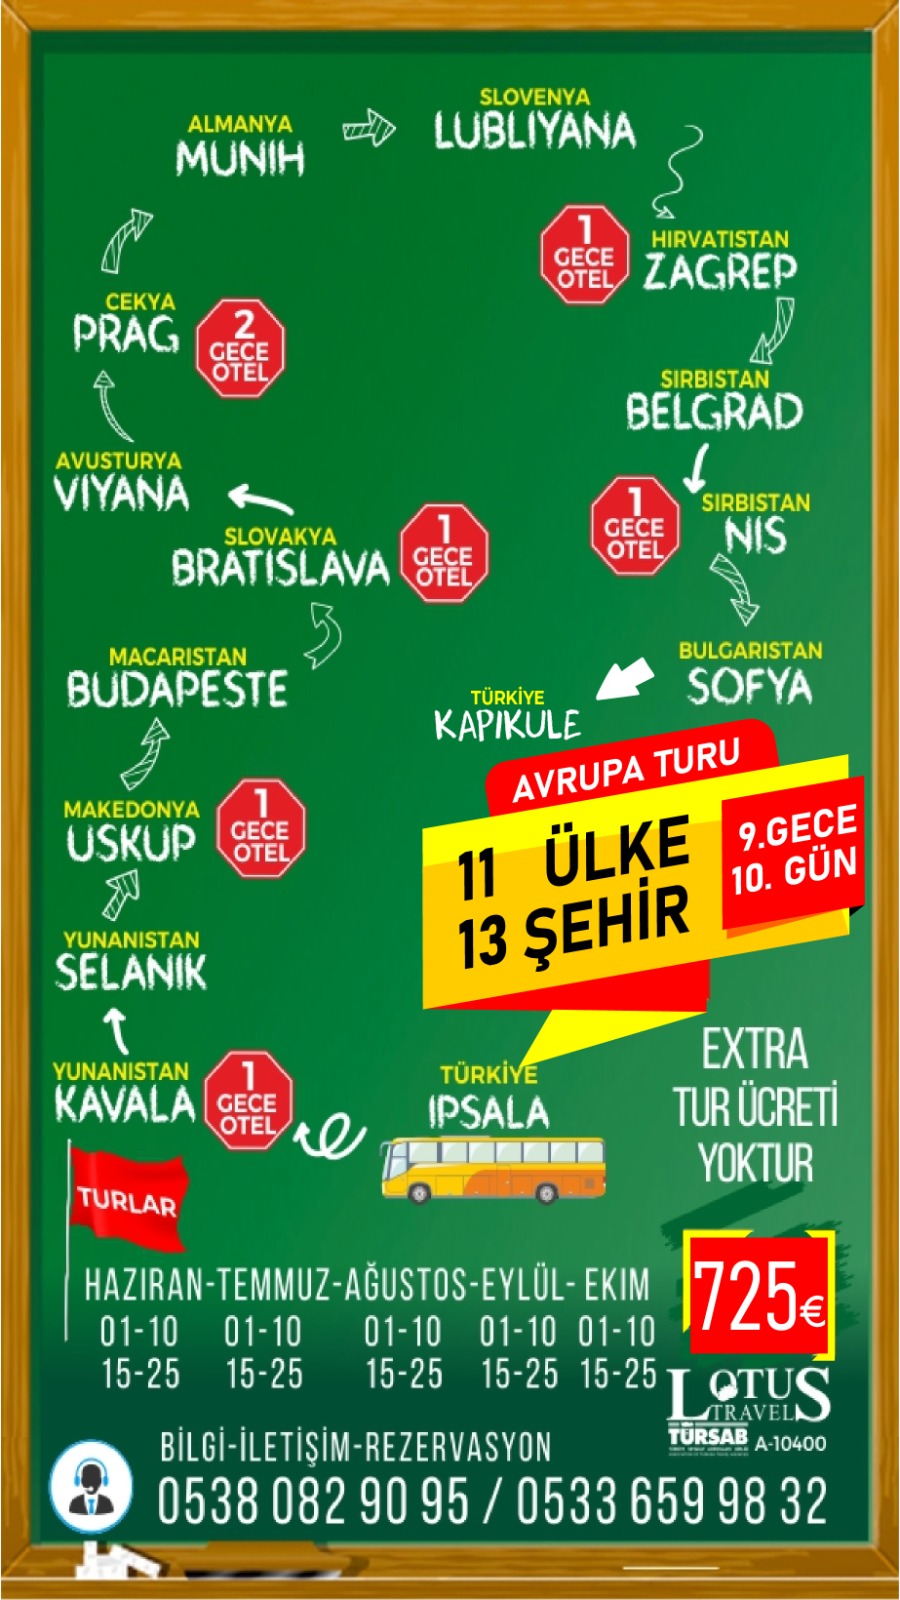 ALMANYA
MUNIH
SLOVENYA
LUBLIYANA
1
GECE
OTEL
HIRVATISTAN
ZAGREP
CEKYA
PRAG
2
GECE
OTEL
SIRBISTAN
BELGRAD
AVUSTURYA
VIYANA
SLOVAKYA
BRATISLAVA
1
GECE
OTEL
1
GECE
OTEL
SIRBISTAN
NIS
MACARISTAN
BUDAPESTE
BULGARISTAN
SOFYA
TÜRKİYE
KAPIKULE
AVRUPA TURU
11 ÜLKE
13 ŞEHİR
9.GECE
10. GÜN
MAKEDONYA
USKUP
1
GECE
OTEL
YUNANISTAN
SELANIK
YUNANISTAN
KAVALA
1
GECE
OTEL
TÜRKİYE
IPSALA
EXTRA
TUR ÜCRETİ
YOKTUR
TURLAR
HAZIRAN-TEMMUZ-AĞUSTOS-EYLÜL- EKIM
01-10 01-10 01-10 01-10 01-10
15-25 15-25 15-25 15-25 15-25
725€
LOTUS
TRAVEL
TÜRSAB A-10400
BİLGİ-İLETİŞİM-REZERVASYON
0538 082 90 95 / 0533 659 98 32